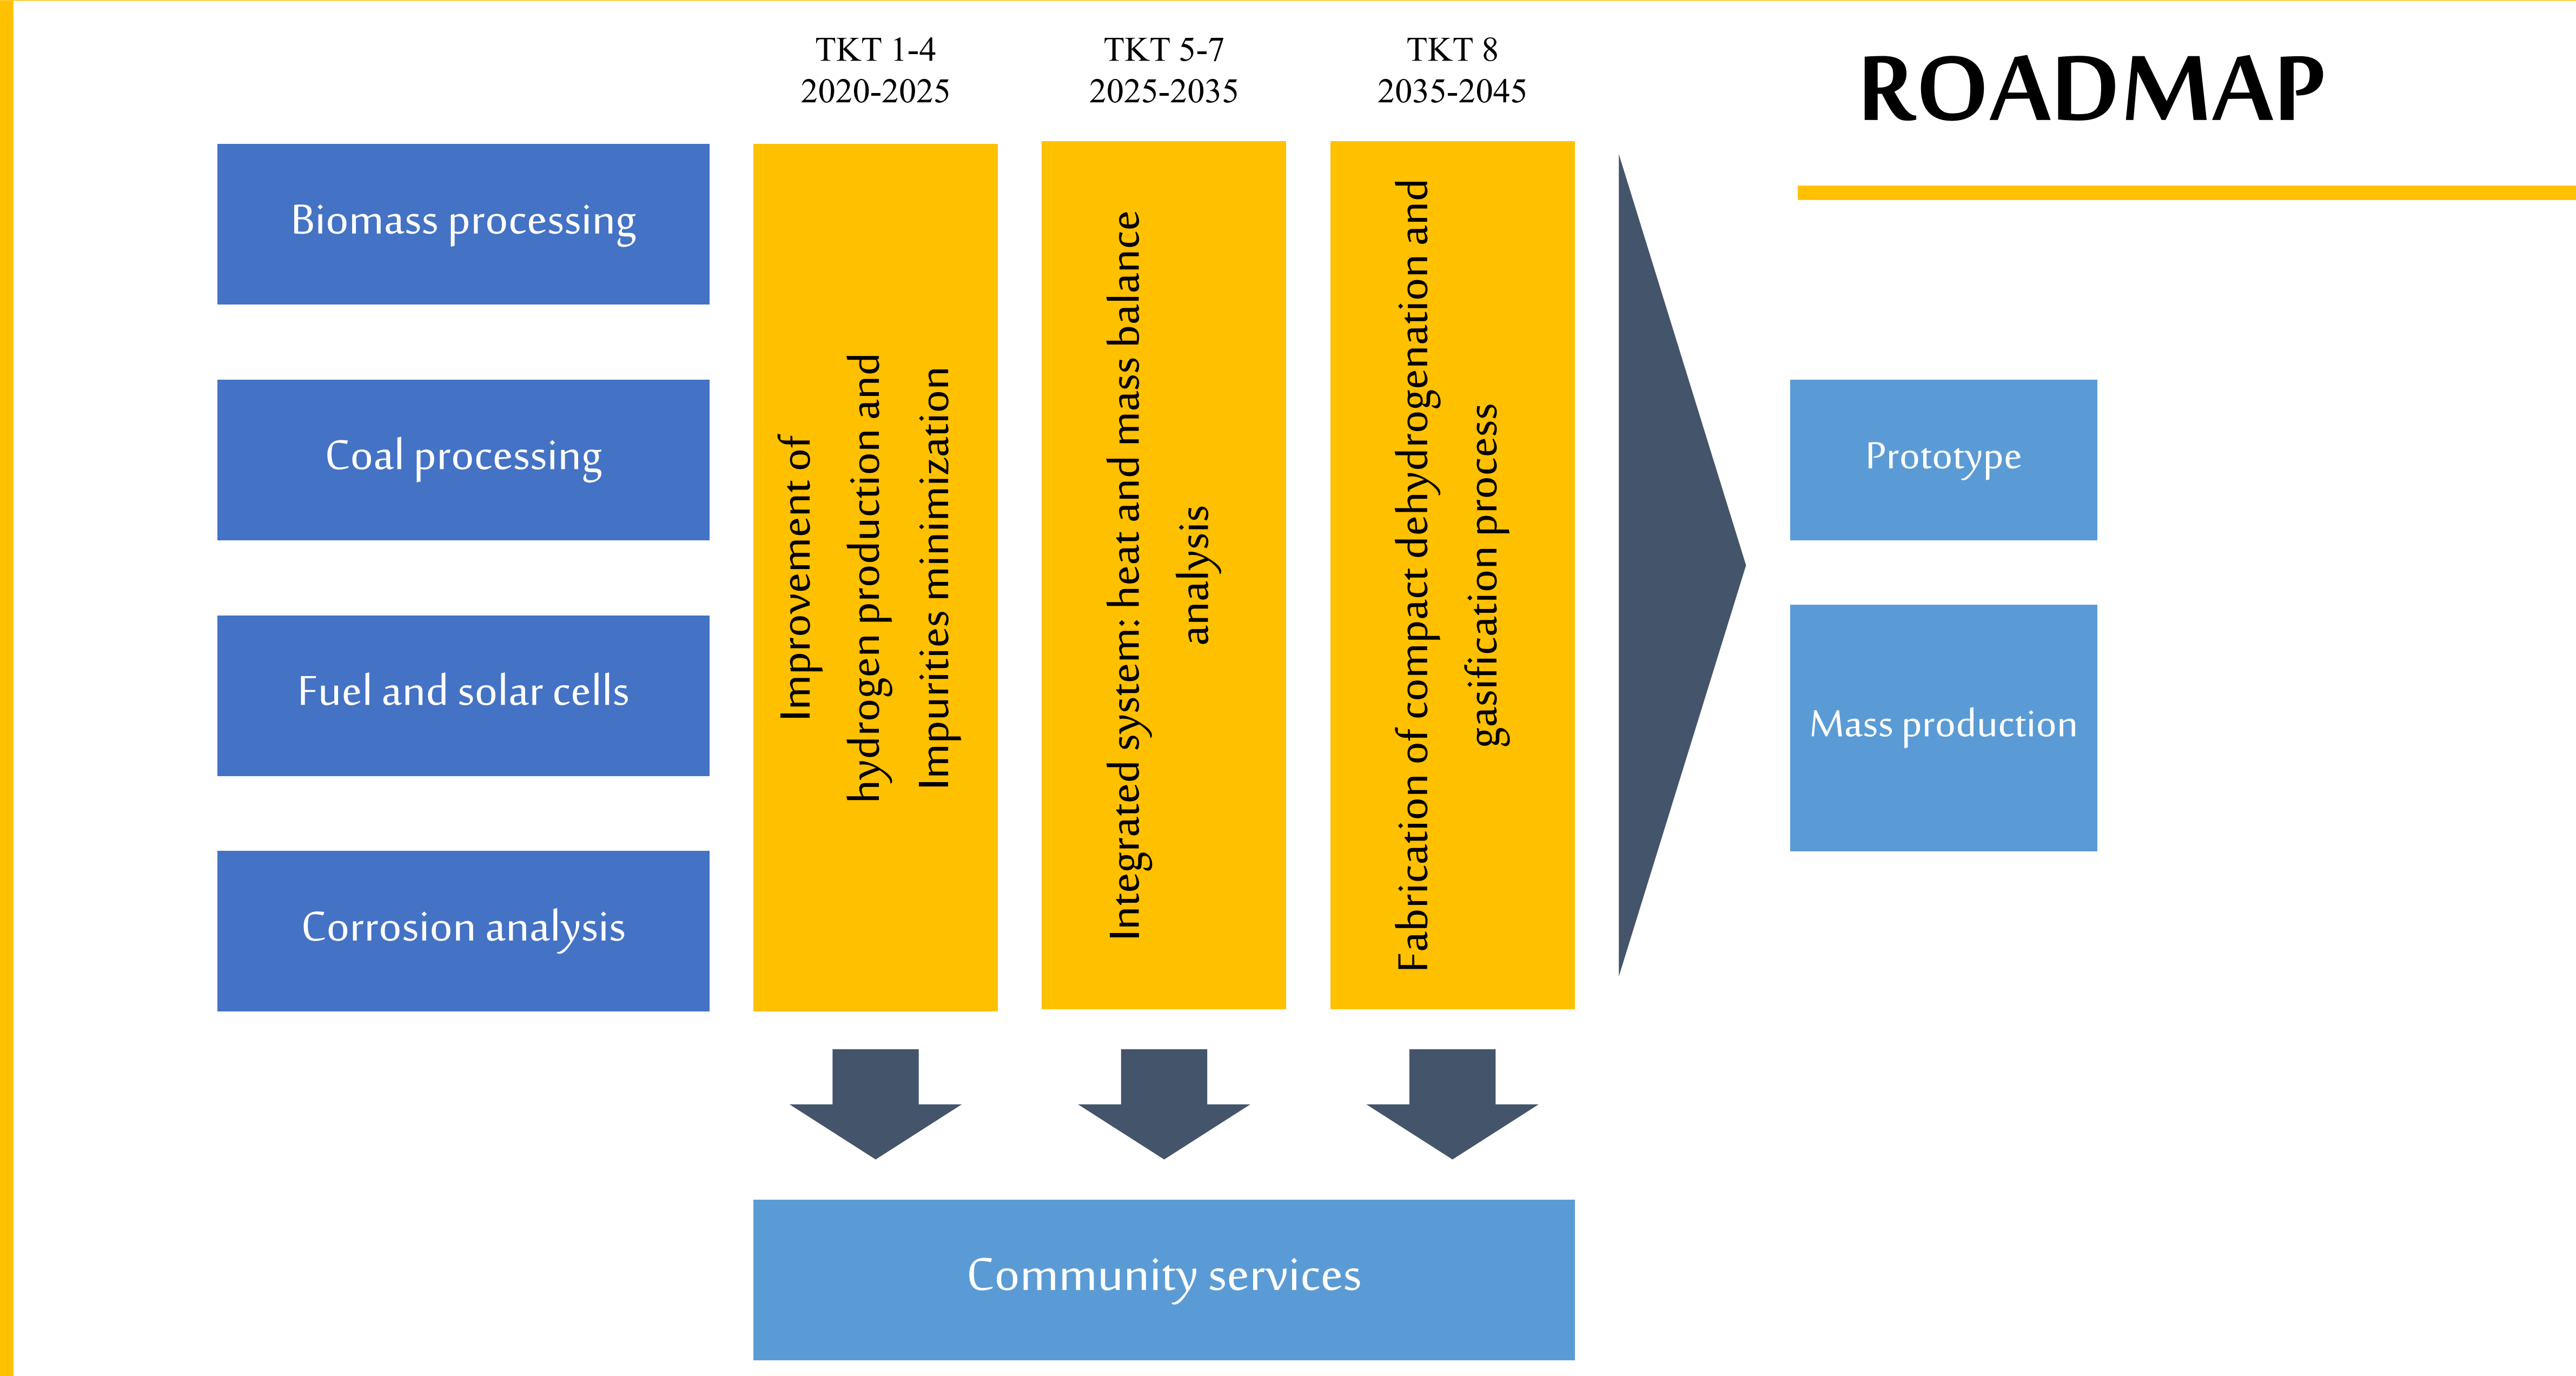 ROADMAP
TKT 1-4
2020-2025
TKT 5-7
2025-2035
TKT 8
2035-2045
Biomass processing
Coal processing
Fuel and solar cells
Corrosion analysis
Improvement of
hydrogen production and
Impurities minimization
Integrated system: heat and mass balance
analysis
Fabrication of compact dehydrogenation and
gasification process
Prototype
Mass production
Community services